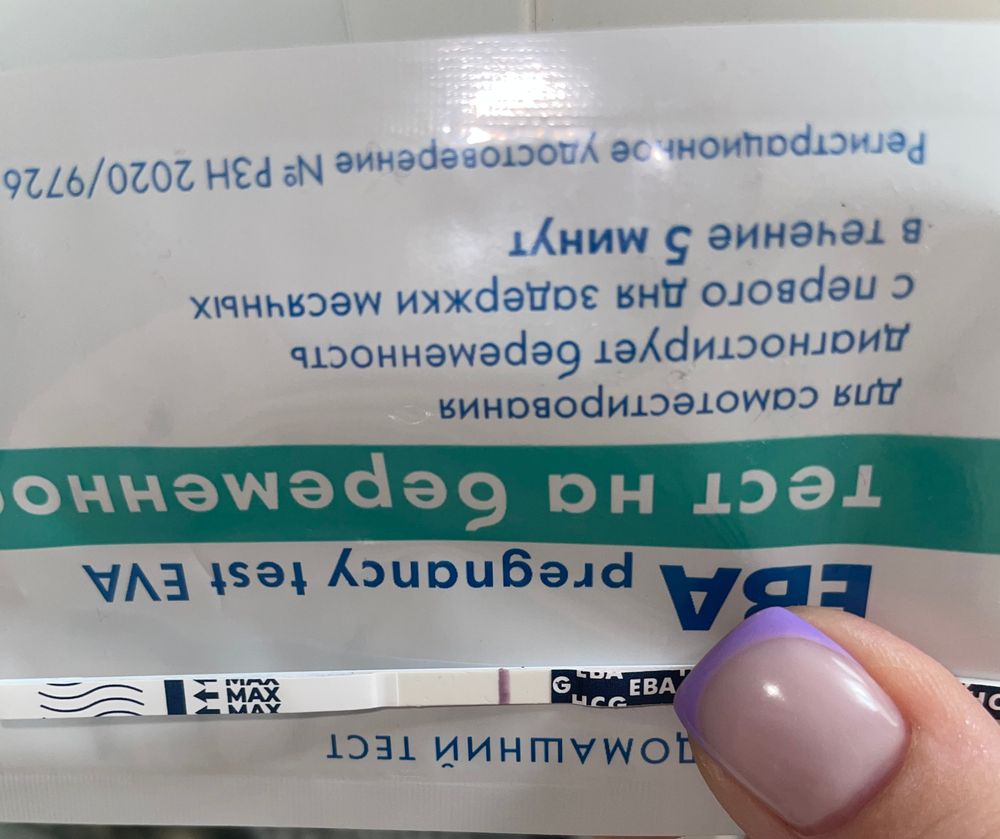 ДОМАШНИЙ ТЕСТ
ЕВА pregnancy test EVA
тест на беременно
для самотестирования
диагностирует беременность
с первого дня задержки месячных
в течение 5 минут
Регистрационное удостоверение № РЗН 2020/9726
MAX
MAX
MAX
ЕВА
G ЕВА
HCG